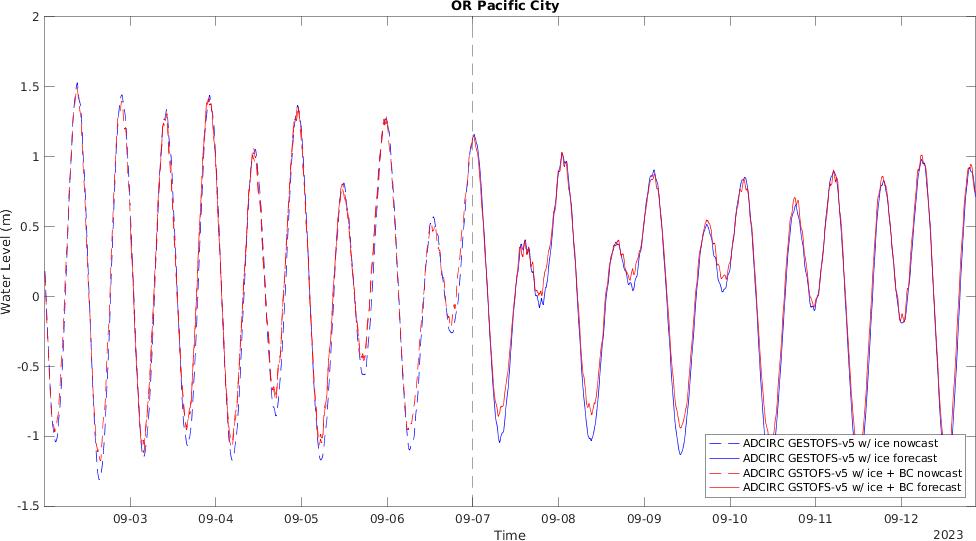 OR Pacific City
2
1.5
1
0.5
0
-0.5
-1
-1.5
Water Level (m)
ADCIRC GESTOFS-v5 w/ ice nowcast
ADCIRC GESTOFS-v5 w/ ice forecast
ADCIRC GSTOFS-v5 w/ ice + BC nowcast
ADCIRC GSTOFS-v5 w/ ice + BC forecast
09-03 09-04 09-05 09-06 09-07 09-08 09-09 09-10 09-11 09-12
Time
2023